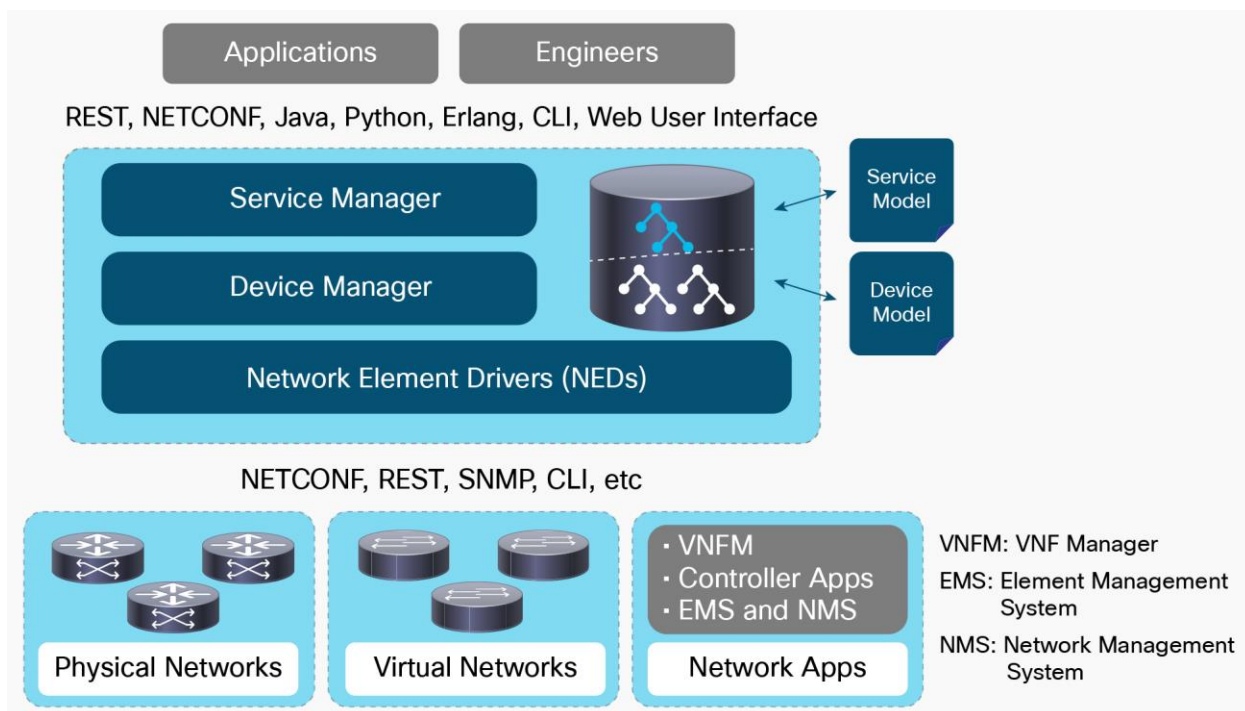 Applications
Engineers
REST, NETCONF, Java, Python, Erlang, CLI, Web User Interface
Service Manager
Service
Model
Device Manager
Device
Model
Network Element Drivers (NEDs)
NETCONF, REST, SNMP, CLI, etc
Physical Networks
Virtual Networks
· VNFM
· Controller Apps
· EMS and NMS
Network Apps
VNFM: VNF Manager
EMS: Element Management
System
NMS: Network Management
System